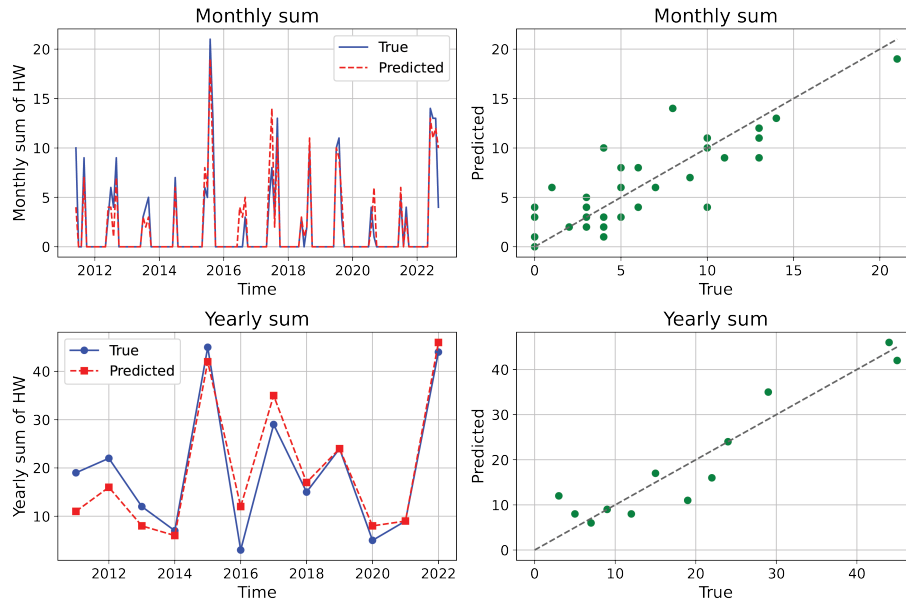 Monthly sum
Monthly sum of HW
20
15
10
5
0
True
Predicted
2012 2014 2016 2018 2020 2022
Time
Monthly sum
Predicted
20
15
10
5
0
0 5 10 15 20
True
Yearly sum
Yearly sum of HW
40
30
20
10
True
Predicted
2012 2014 2016 2018 2020 2022
Time
Yearly sum
Predicted
40
30
20
10
0
0 10 20 30 40
True